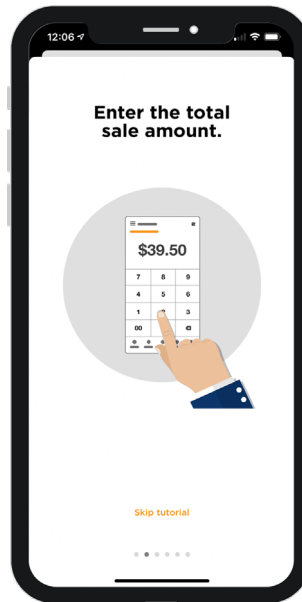 12:06
Enter the total
sale amount.
$39.50
7 8 9
4 5 6
1 3
00
Skip tutorial